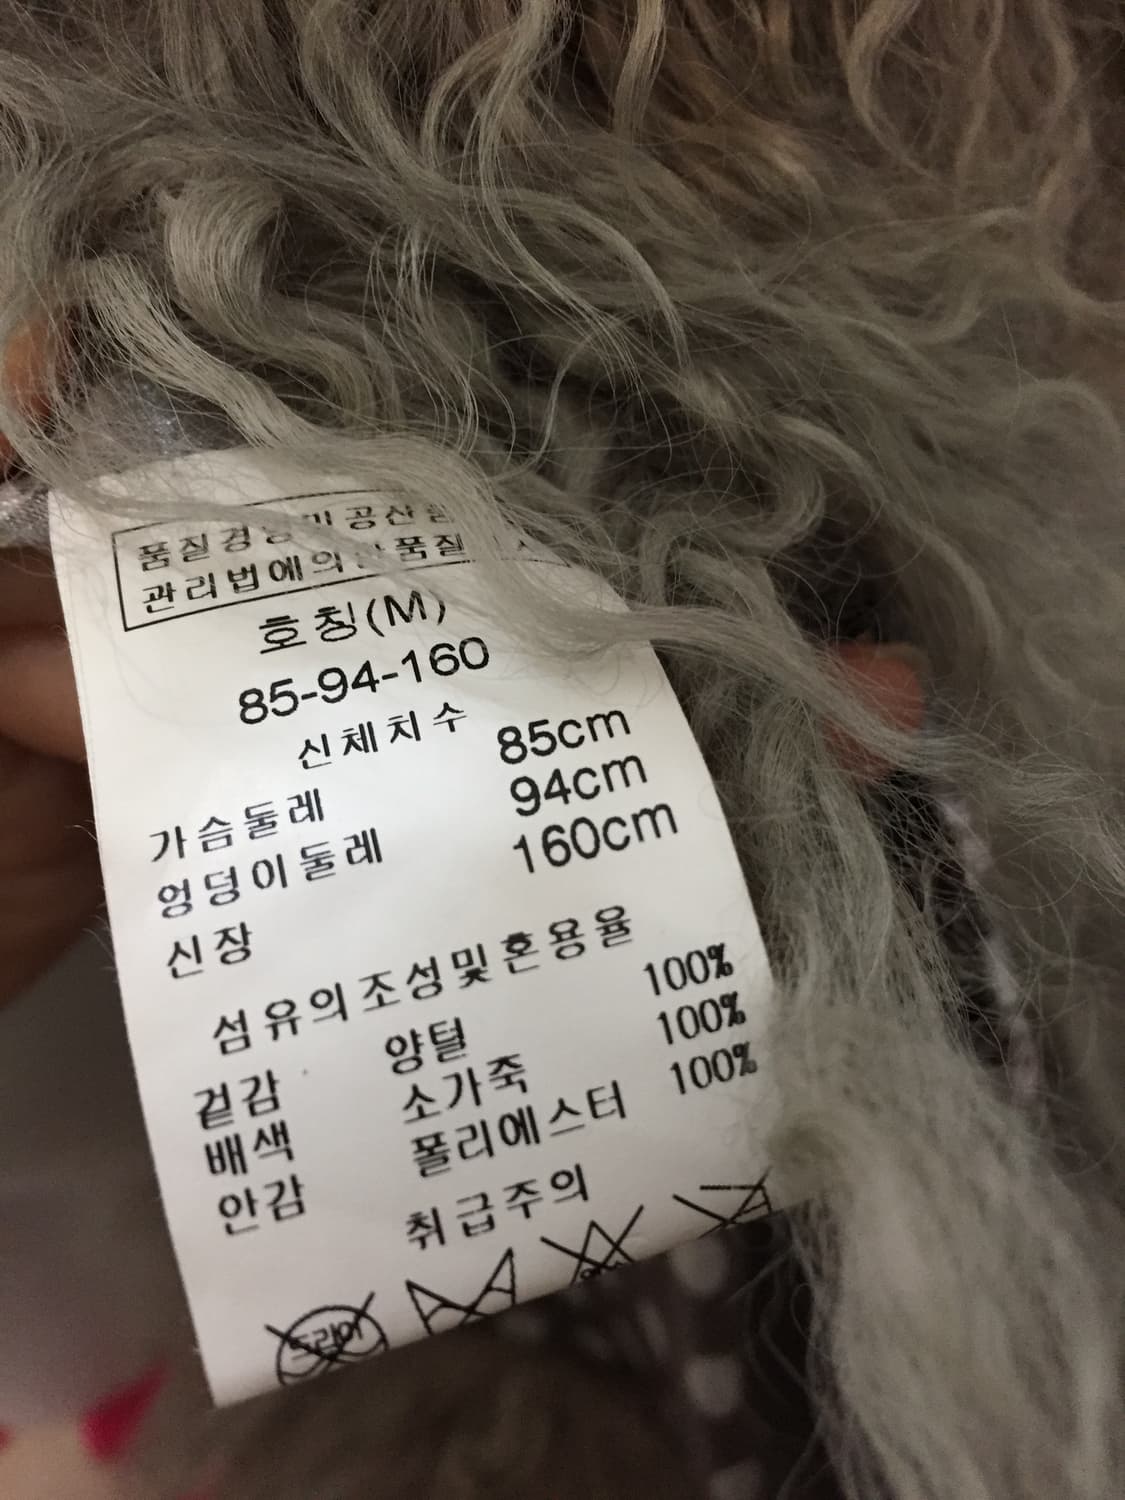 품질경영및공산
관리법에의한품질
호칭(M)
85-94-160
신체치수
가슴둘레 85cm
엉덩이둘레 94cm
신장 160cm
섬유의조성및혼용율
겉감 양털 100%
배색 소가죽 100%
안감 폴리에스터 100%
취급주의
드라이